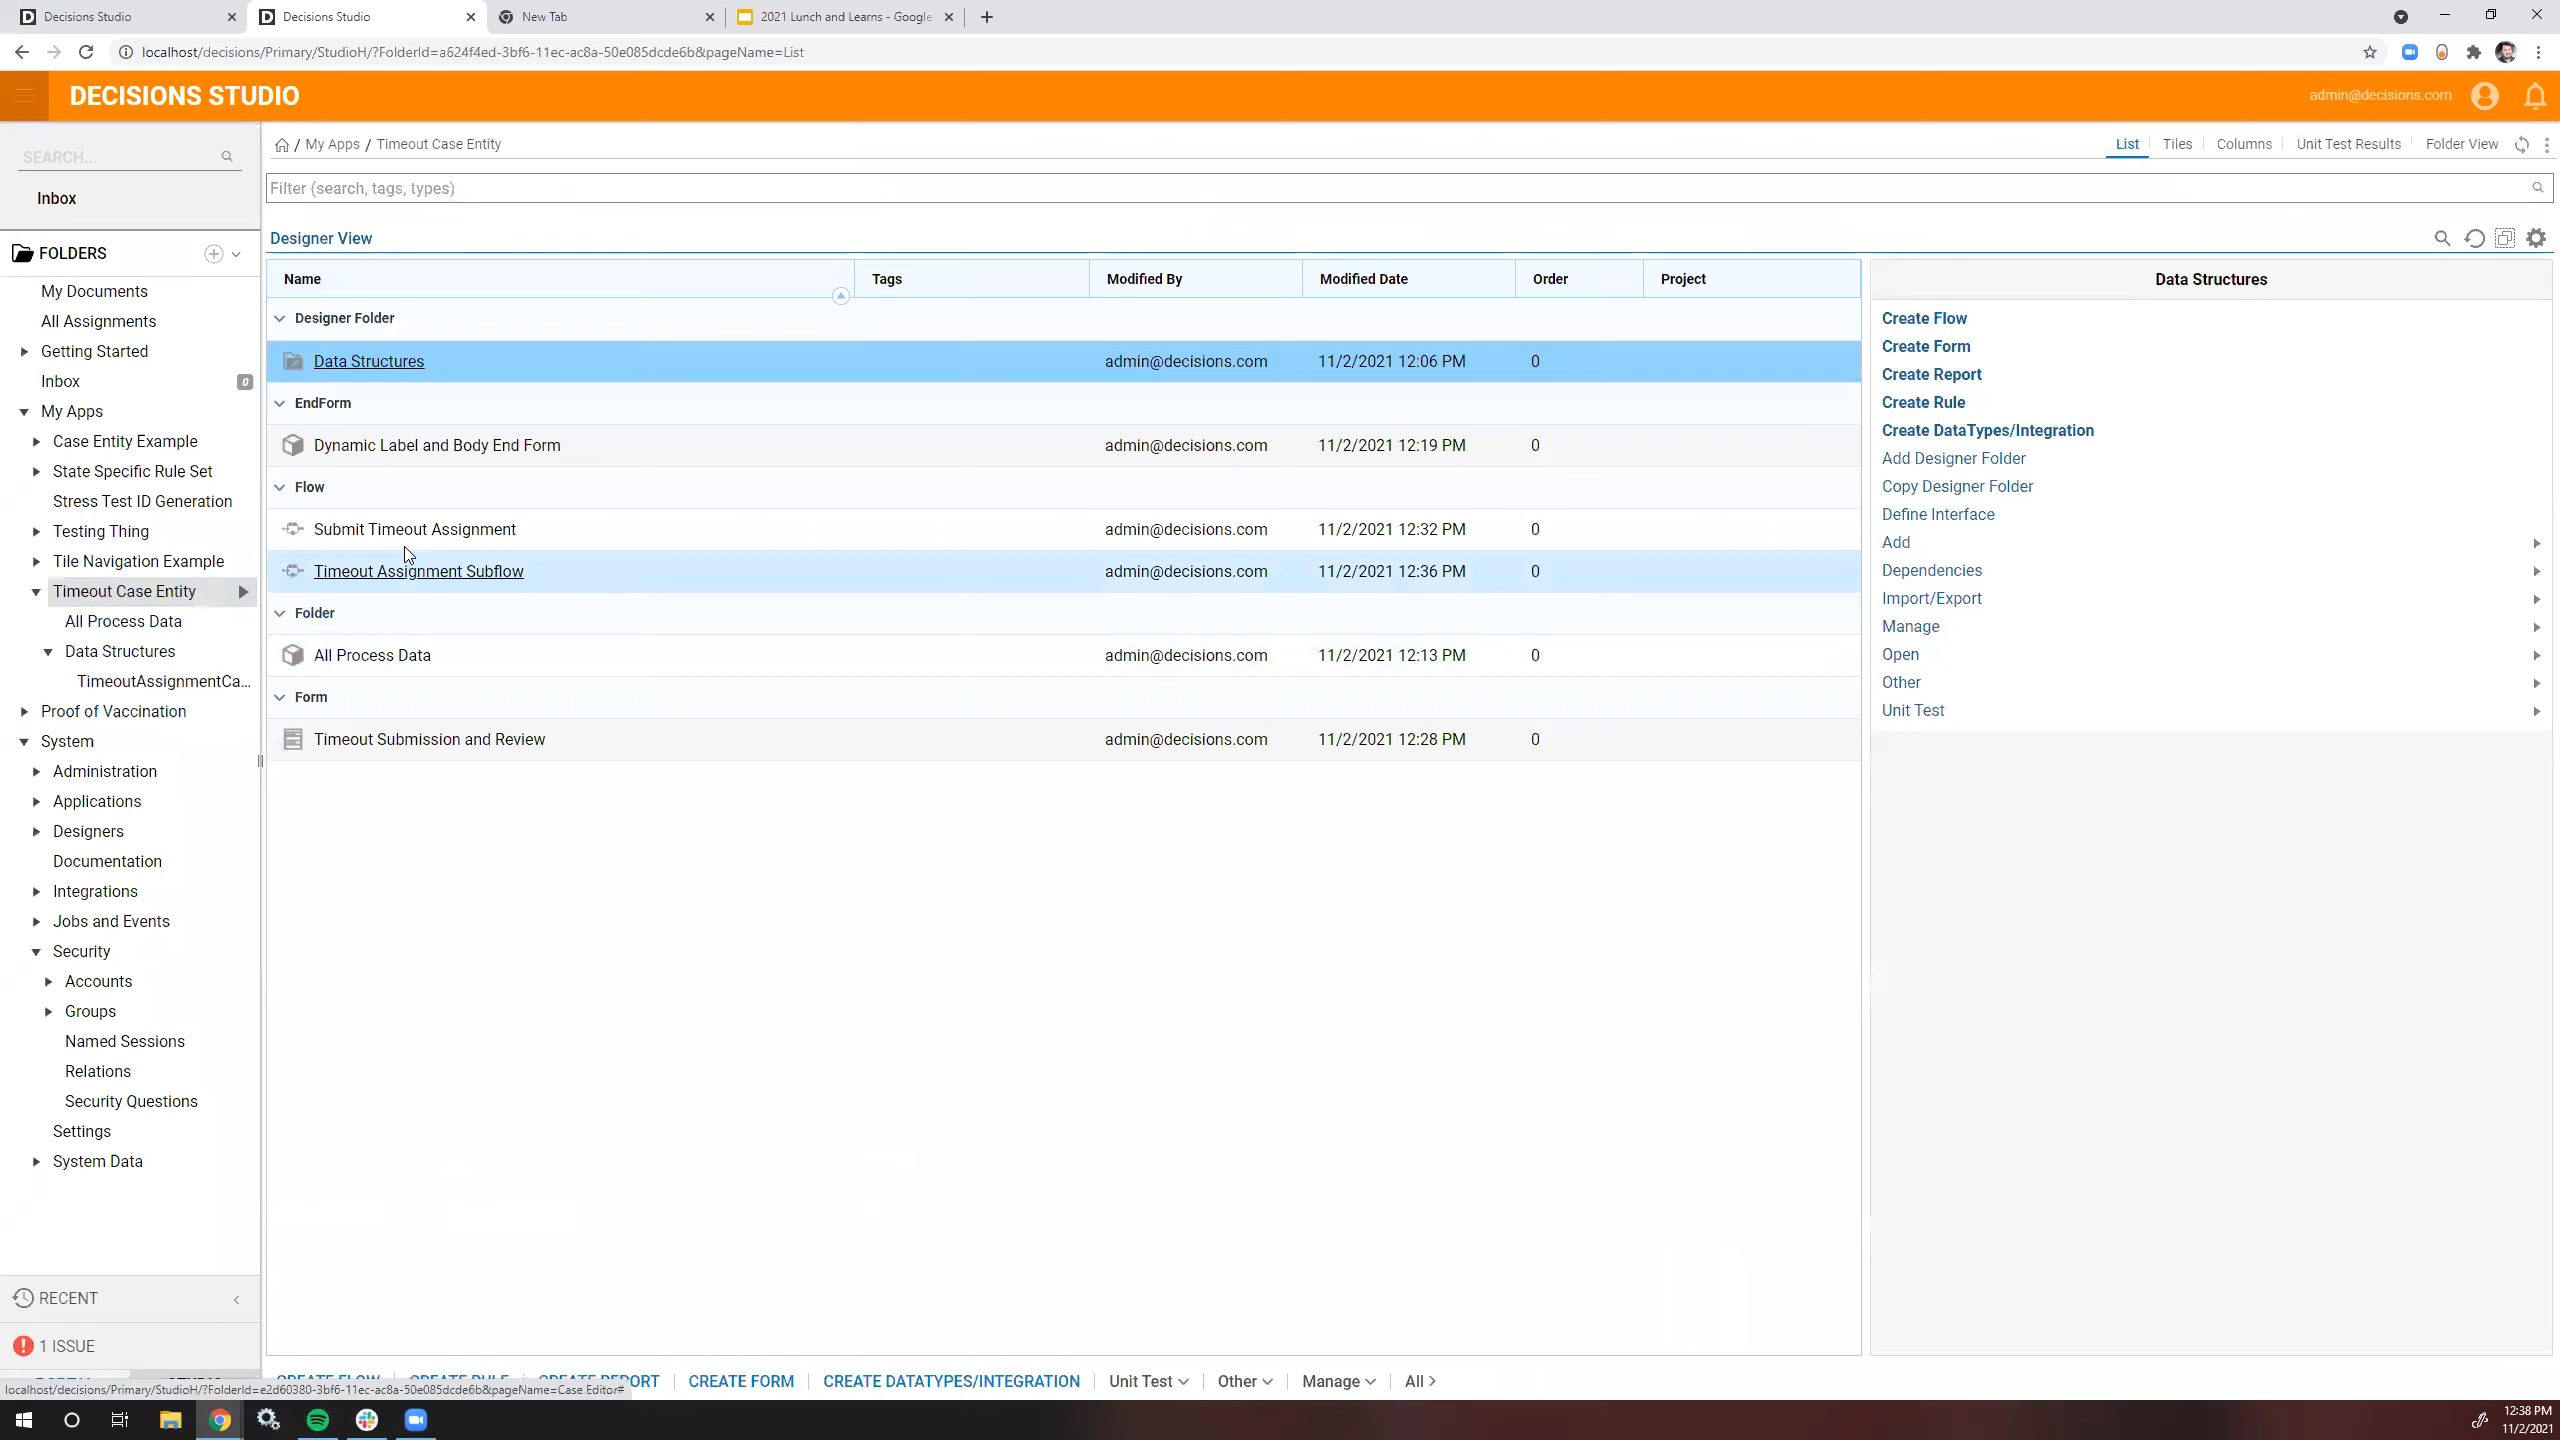 Decisions Studio
Decisions Studio
New Tab
2021 Lunch and Learns - Google
localhost/decisions/Primary/StudioH/?FolderId=a624f4ed-3bf6-11ec-ac8a-50e085dcde6b&pageName=List
DECISIONS STUDIO
admin@decisions.com
SEARCH...
Inbox
FOLDERS
My Documents
All Assignments
Getting Started
Inbox 0
My Apps
Case Entity Example
State Specific Rule Set
Stress Test ID Generation
Testing Thing
Tile Navigation Example
Timeout Case Entity
All Process Data
Data Structures
TimeoutAssignmentCa...
Proof of Vaccination
System
Administration
Applications
Designers
Documentation
Integrations
Jobs and Events
Security
Accounts
Groups
Named Sessions
Relations
Security Questions
Settings
System Data
RECENT
1 ISSUE
/ My Apps / Timeout Case Entity
List Tiles Columns Unit Test Results Folder View
Filter (search, tags, types)
Designer View
Name Tags Modified By Modified Date Order Project
Designer Folder
Data Structures admin@decisions.com 11/2/2021 12:06 PM 0
EndForm
Dynamic Label and Body End Form admin@decisions.com 11/2/2021 12:19 PM 0
Flow
Submit Timeout Assignment admin@decisions.com 11/2/2021 12:32 PM 0
Timeout Assignment Subflow admin@decisions.com 11/2/2021 12:36 PM 0
Folder
All Process Data admin@decisions.com 11/2/2021 12:13 PM 0
Form
Timeout Submission and Review admin@decisions.com 11/2/2021 12:28 PM 0
Data Structures
Create Flow
Create Form
Create Report
Create Rule
Create DataTypes/Integration
Add Designer Folder
Copy Designer Folder
Define Interface
Add
Dependencies
Import/Export
Manage
Open
Other
Unit Test
CREATE FLOW CREATE RULE CREATE REPORT CREATE FORM CREATE DATATYPES/INTEGRATION Unit Test Other Manage All
localhost/decisions/Primary/StudioH/?FolderId=e2d60380-3bf6-11ec-ac8a-50e085dcde6b&pageName=Case Editor#
12:38 PM
11/2/2021